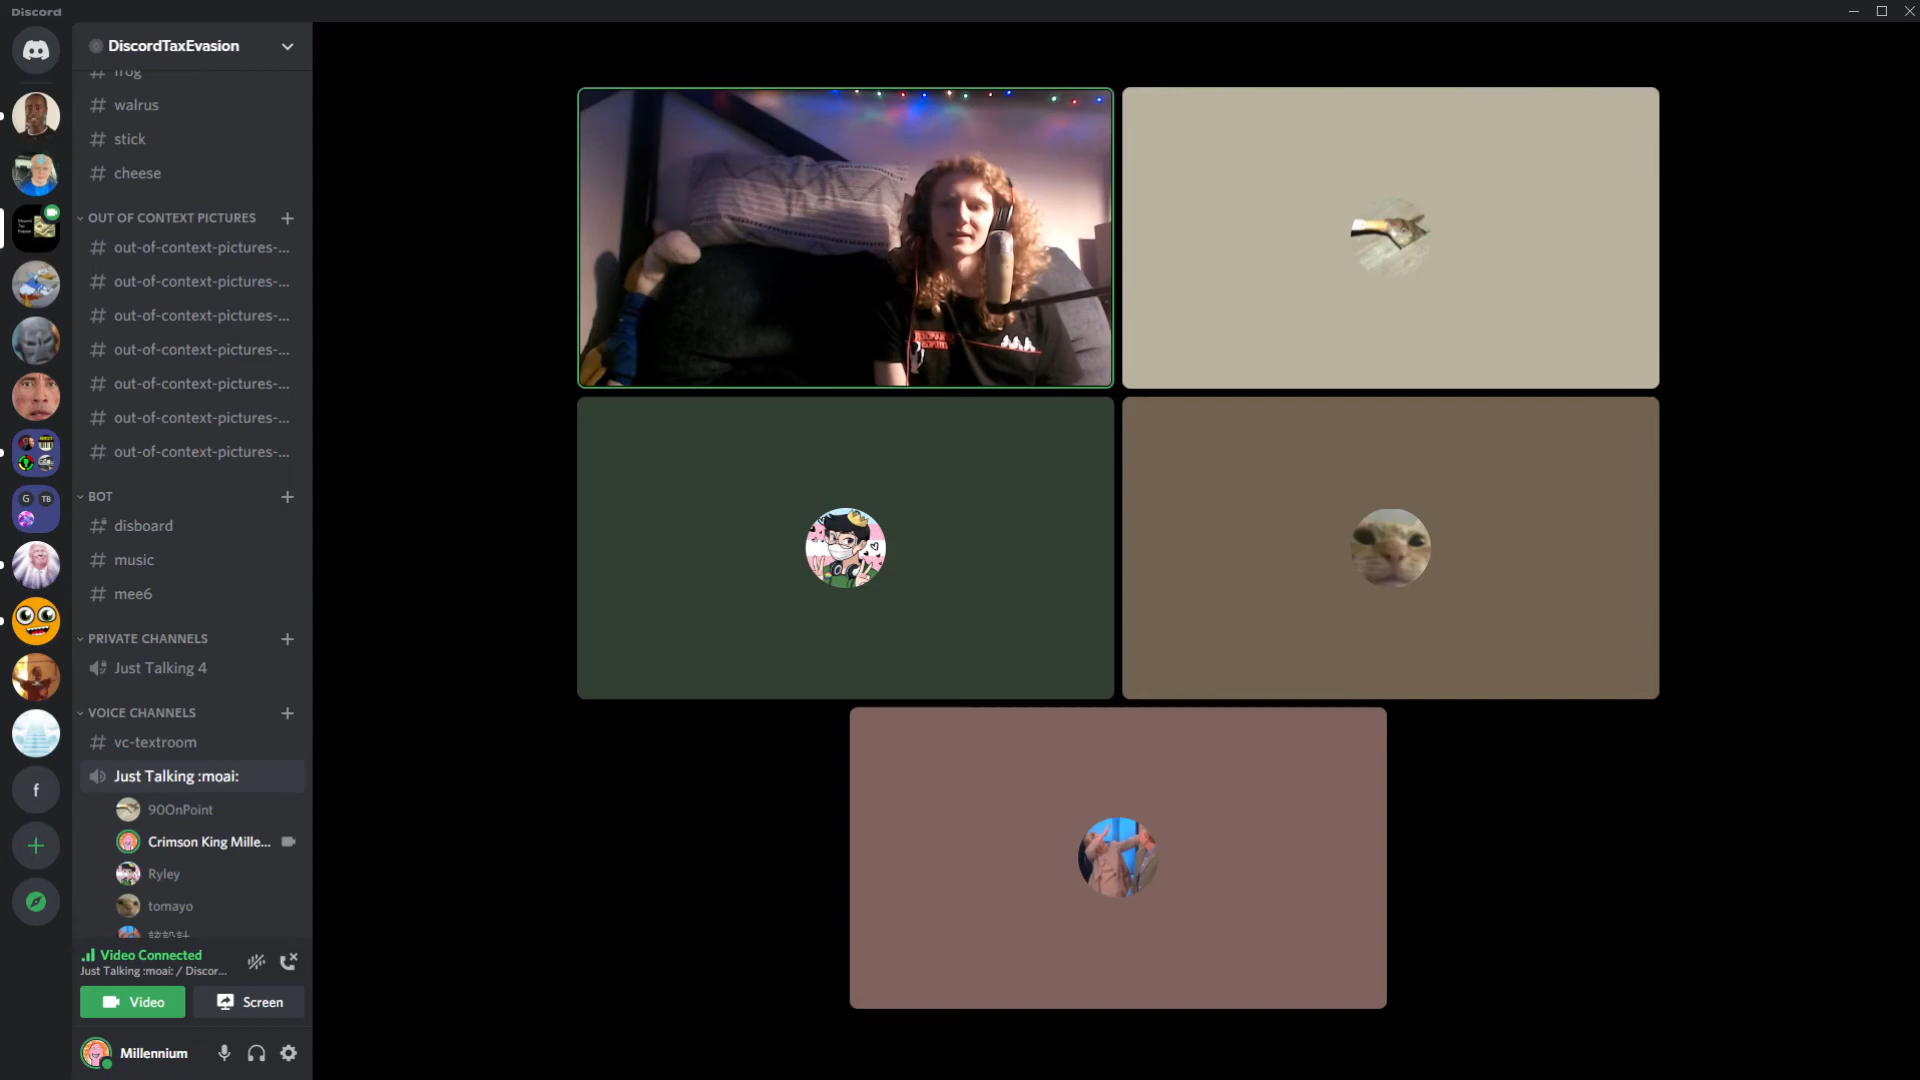 Discord
DiscordTaxEvasion
frog
walrus
stick
cheese
OUT OF CONTEXT PICTURES
out-of-context-pictures-...
out-of-context-pictures-...
out-of-context-pictures-...
out-of-context-pictures-...
out-of-context-pictures-...
out-of-context-pictures-...
out-of-context-pictures-...
BOT
G TB
disboard
music
mee6
PRIVATE CHANNELS
Just Talking 4
VOICE CHANNELS
vc-textroom
f
Just Talking :moai:
90OnPoint
Crimson King Mille...
Ryley
tomayo
Video Connected
Just Talking :moai: / Discor...
Video
Screen
Millennium